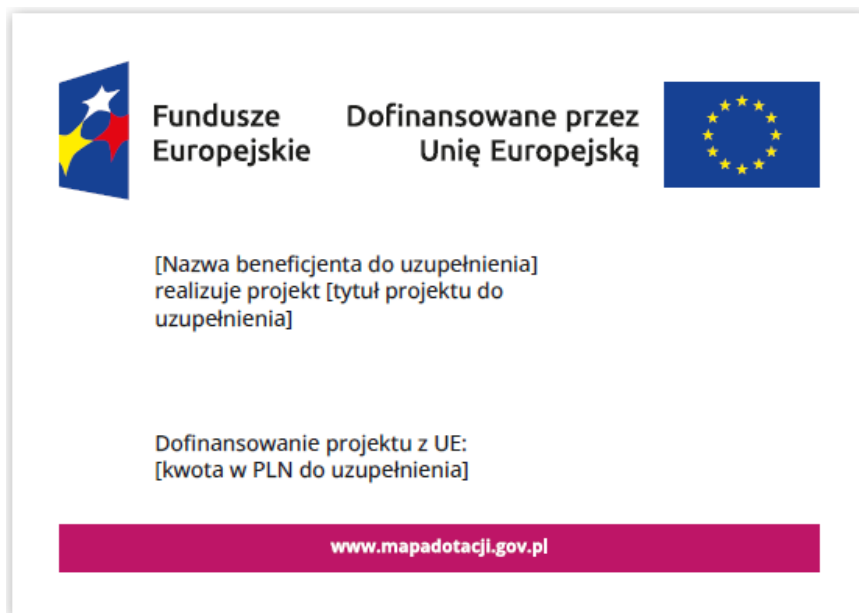 Fundusze
Europejskie
Dofinansowane przez
Unię Europejską
[Nazwa beneficjenta do uzupełnienia]
realizuje projekt [tytuł projektu do
uzupełnienia]
Dofinansowanie projektu z UE:
[kwota w PLN do uzupełnienia]
www.mapadotacji.gov.pl